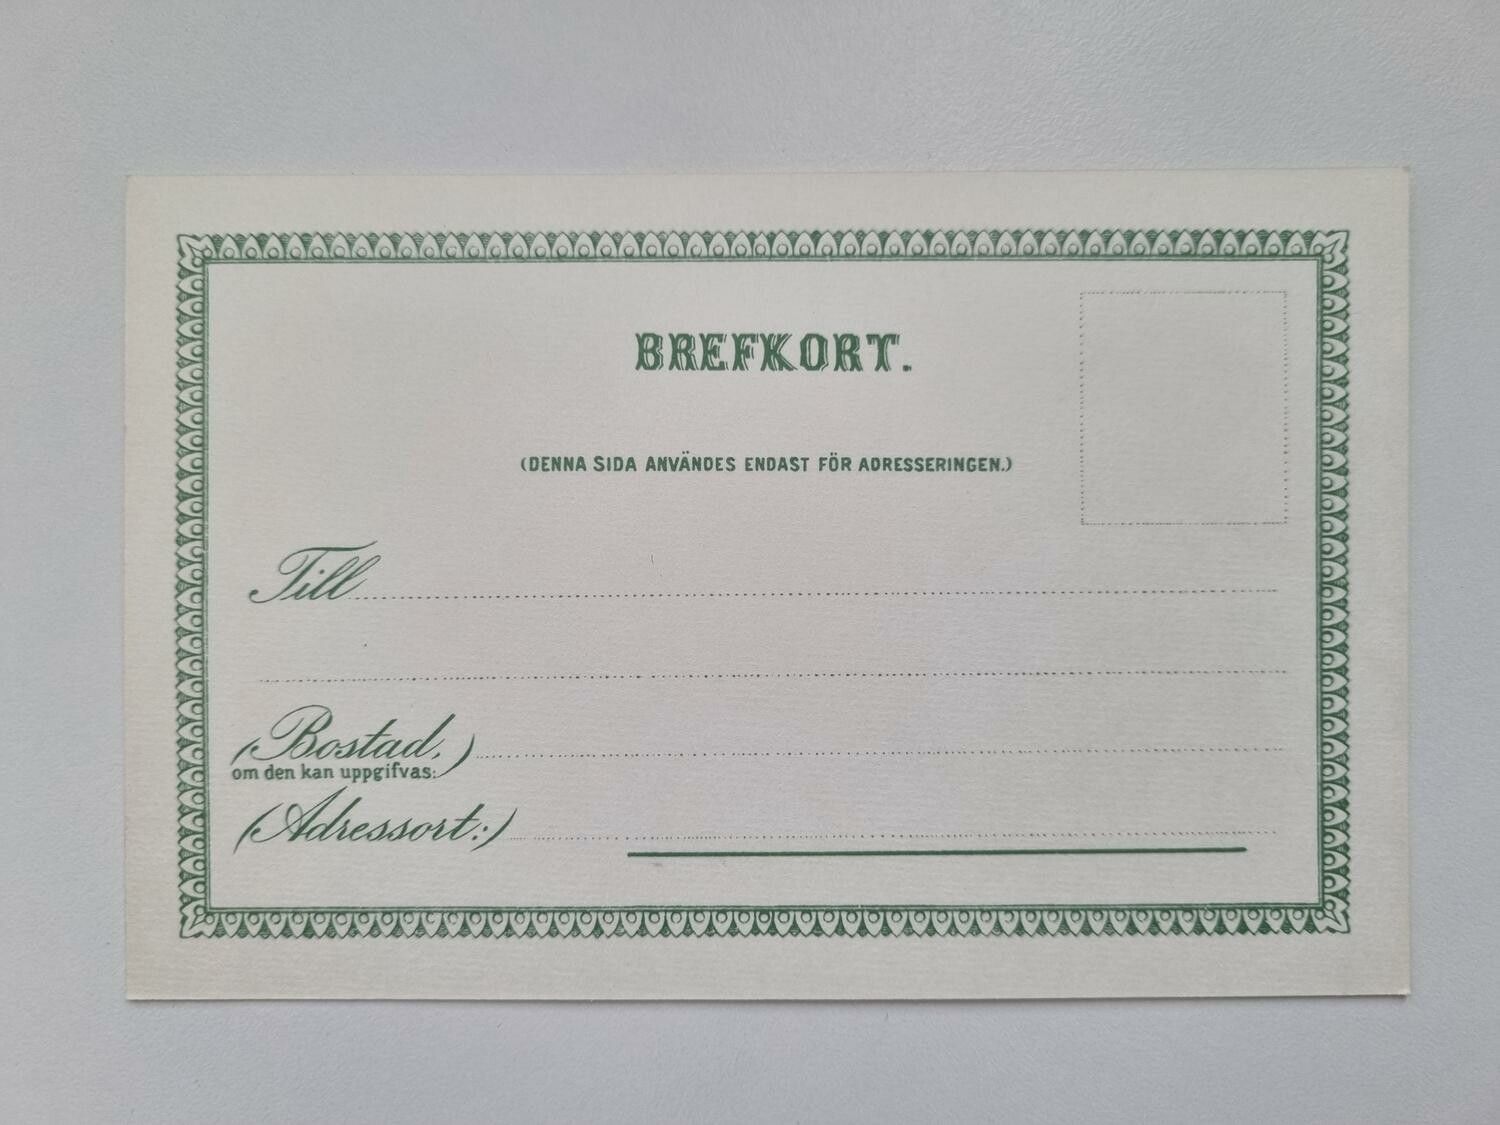 BREFKORT.
(DENNA SIDA ANVÄNDES ENDAST FÖR ADRESSERINGEN.)
Till
(Bostad,)
om den kan uppgifvas:
(Adressort:)